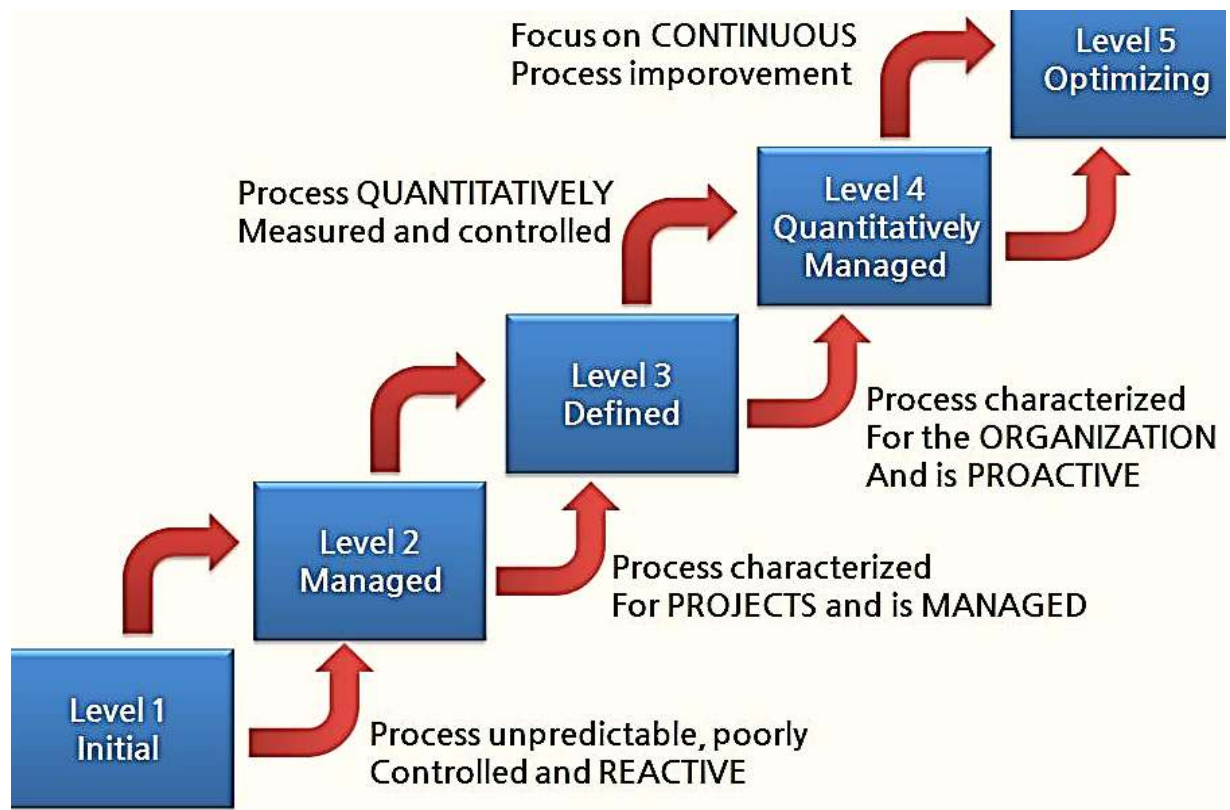 Focus on CONTINUOUS
Process imporovement
Level 5
Optimizing
Process QUANTITATIVELY
Measured and controlled
Level 4
Quantitatively
Managed
Level 3
Defined
Process characterized
For the ORGANIZATION
And is PROACTIVE
Level 2
Managed
Process characterized
For PROJECTS and is MANAGED
Level 1
Initial
Process unpredictable, poorly
Controlled and REACTIVE